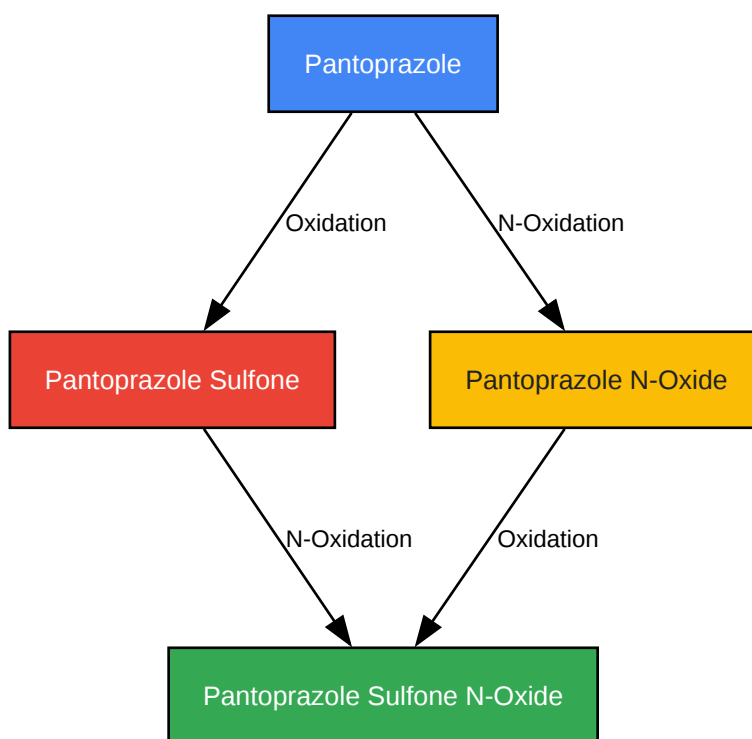 Pantoprazole
Oxidation
N-Oxidation
Pantoprazole Sulfone
Pantoprazole N-Oxide
N-Oxidation
Oxidation
Pantoprazole Sulfone N-Oxide